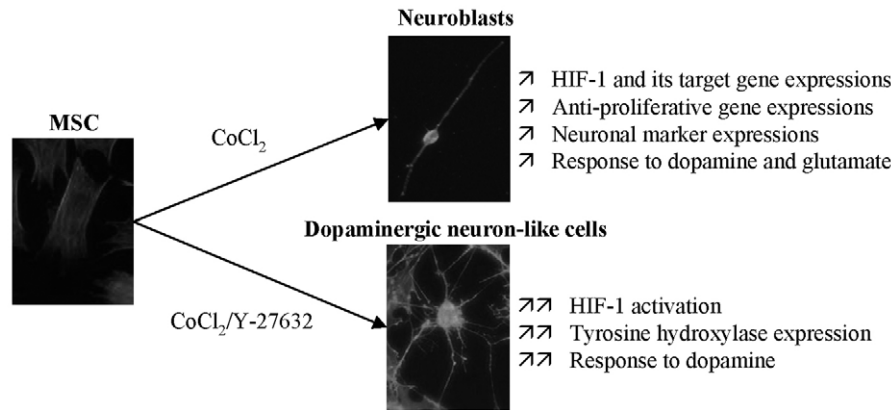 Neuroblasts
MSC
CoCl₂
↗ HIF-1 and its target gene expressions
↗ Anti-proliferative gene expressions
↗ Neuronal marker expressions
↗ Response to dopamine and glutamate
Dopaminergic neuron-like cells
CoCl₂/Y-27632
↗↗ HIF-1 activation
↗↗ Tyrosine hydroxylase expression
↗↗ Response to dopamine